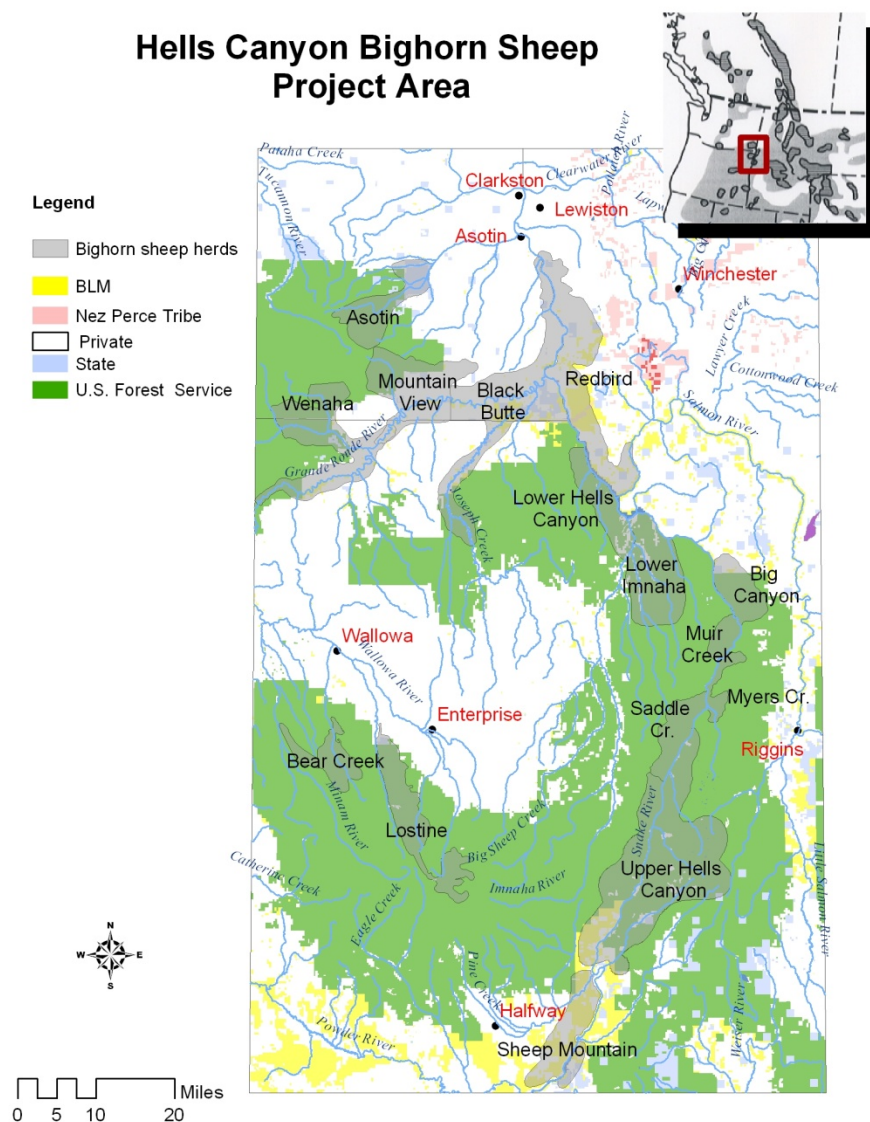 Hells Canyon Bighorn Sheep
Project Area
Legend
Bighorn sheep herds
BLM
Nez Perce Tribe
Private
State
U.S. Forest Service
Pataha Creek
Tucannon River
Clearwater River
Potlatch River
Clarkston
Lewiston
Asotin
Winchester
Lawyer Creek
Cottonwood Creek
Asotin
Mountain
View
Black
Butte
Redbird
Wenaha
Salmon River
Grande Ronde River
Joseph Creek
Lower Hells
Canyon
Lower
Imnaha
Big
Canyon
Muir
Creek
Wallowa
Wallowa River
Saddle
Cr.
Myers Cr.
Enterprise
Riggins
Bear Creek
Minam River
Lostine
Big Sheep Creek
Snake River
Upper Hells
Canyon
Catherine Creek
Imnaha River
Eagle Creek
Little Salmon River
N
W
E
S
Pine Creek
Halfway
Weiser River
Powder River
Sheep Mountain
Miles
0 5 10 20